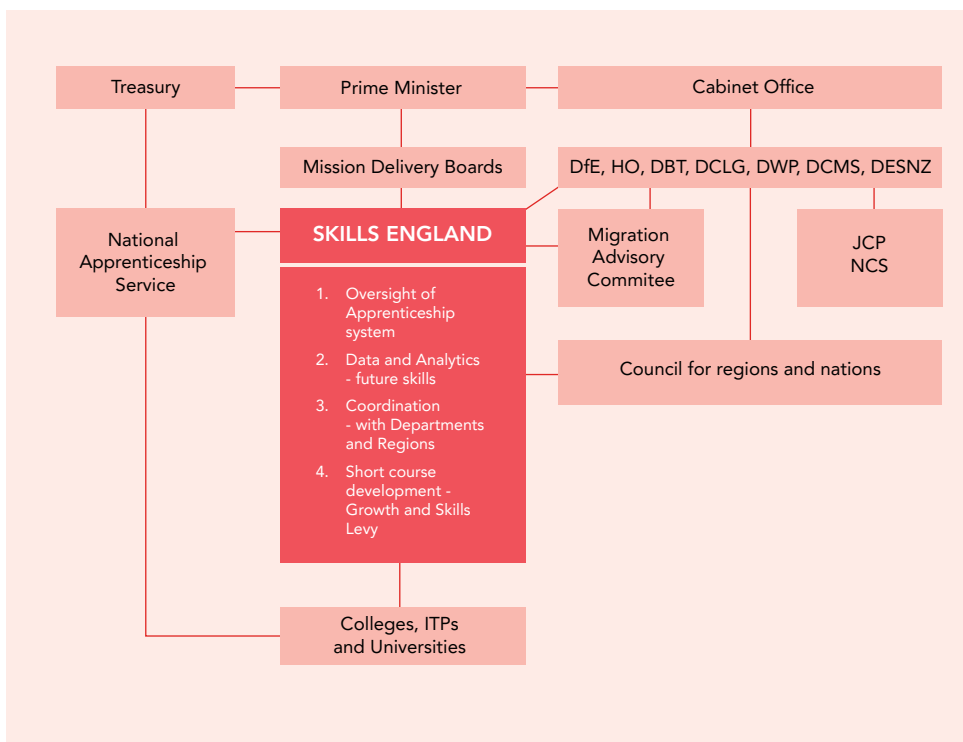 Treasury
Prime Minister
Cabinet Office
Mission Delivery Boards
DfE, HO, DBT, DCLG, DWP, DCMS, DESNZ
National
Apprenticeship
Service
SKILLS ENGLAND
Migration
Advisory
Commitee
JCP
NCS
1. Oversight of
Apprenticeship
system
2. Data and Analytics
- future skills
3. Coordination
- with Departments
and Regions
4. Short course
development -
Growth and Skills
Levy
Council for regions and nations
Colleges, ITPs
and Universities